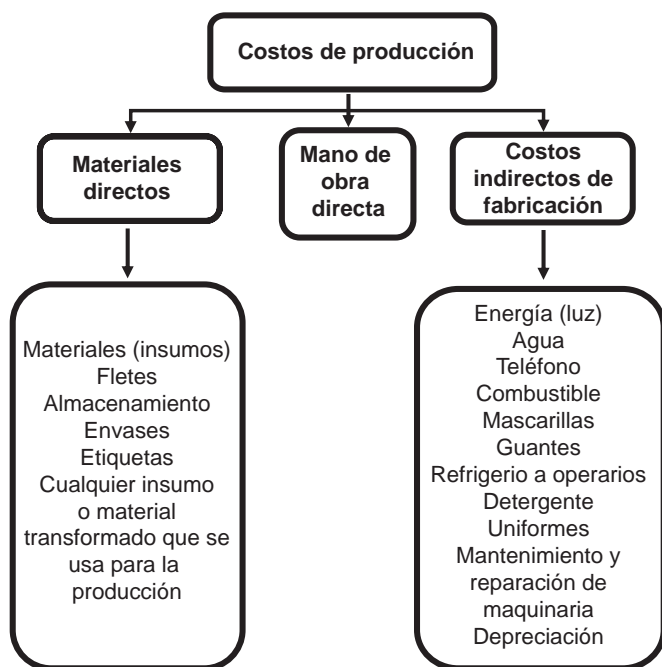 Costos de producción
Materiales
directos
Mano de
obra
directa
Costos
indirectos de
fabricación
Materiales (insumos)
Fletes
Almacenamiento
Envases
Etiquetas
Cualquier insumo
o material
transformado que se
usa para la
producción
Energía (luz)
Agua
Teléfono
Combustible
Mascarillas
Guantes
Refrigerio a operarios
Detergente
Uniformes
Mantenimiento y
reparación de
maquinaria
Depreciación